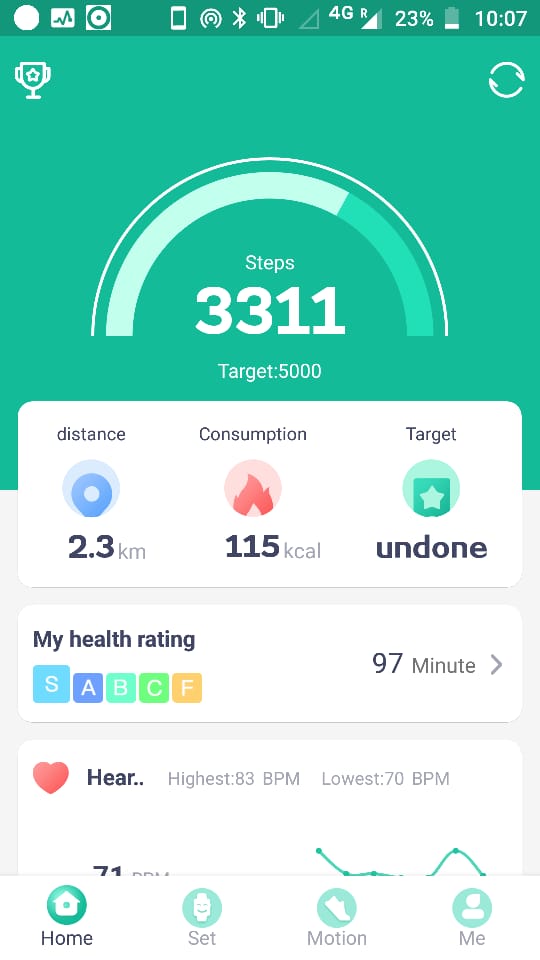 4G R 23% 10:07
Steps
3311
Target:5000
distance Consumption Target
2.3 km 115 kcal undone
My health rating
S A B C F
97 Minute
Hear.. Highest:83 BPM Lowest:70 BPM
71 BPM
Home Set Motion Me